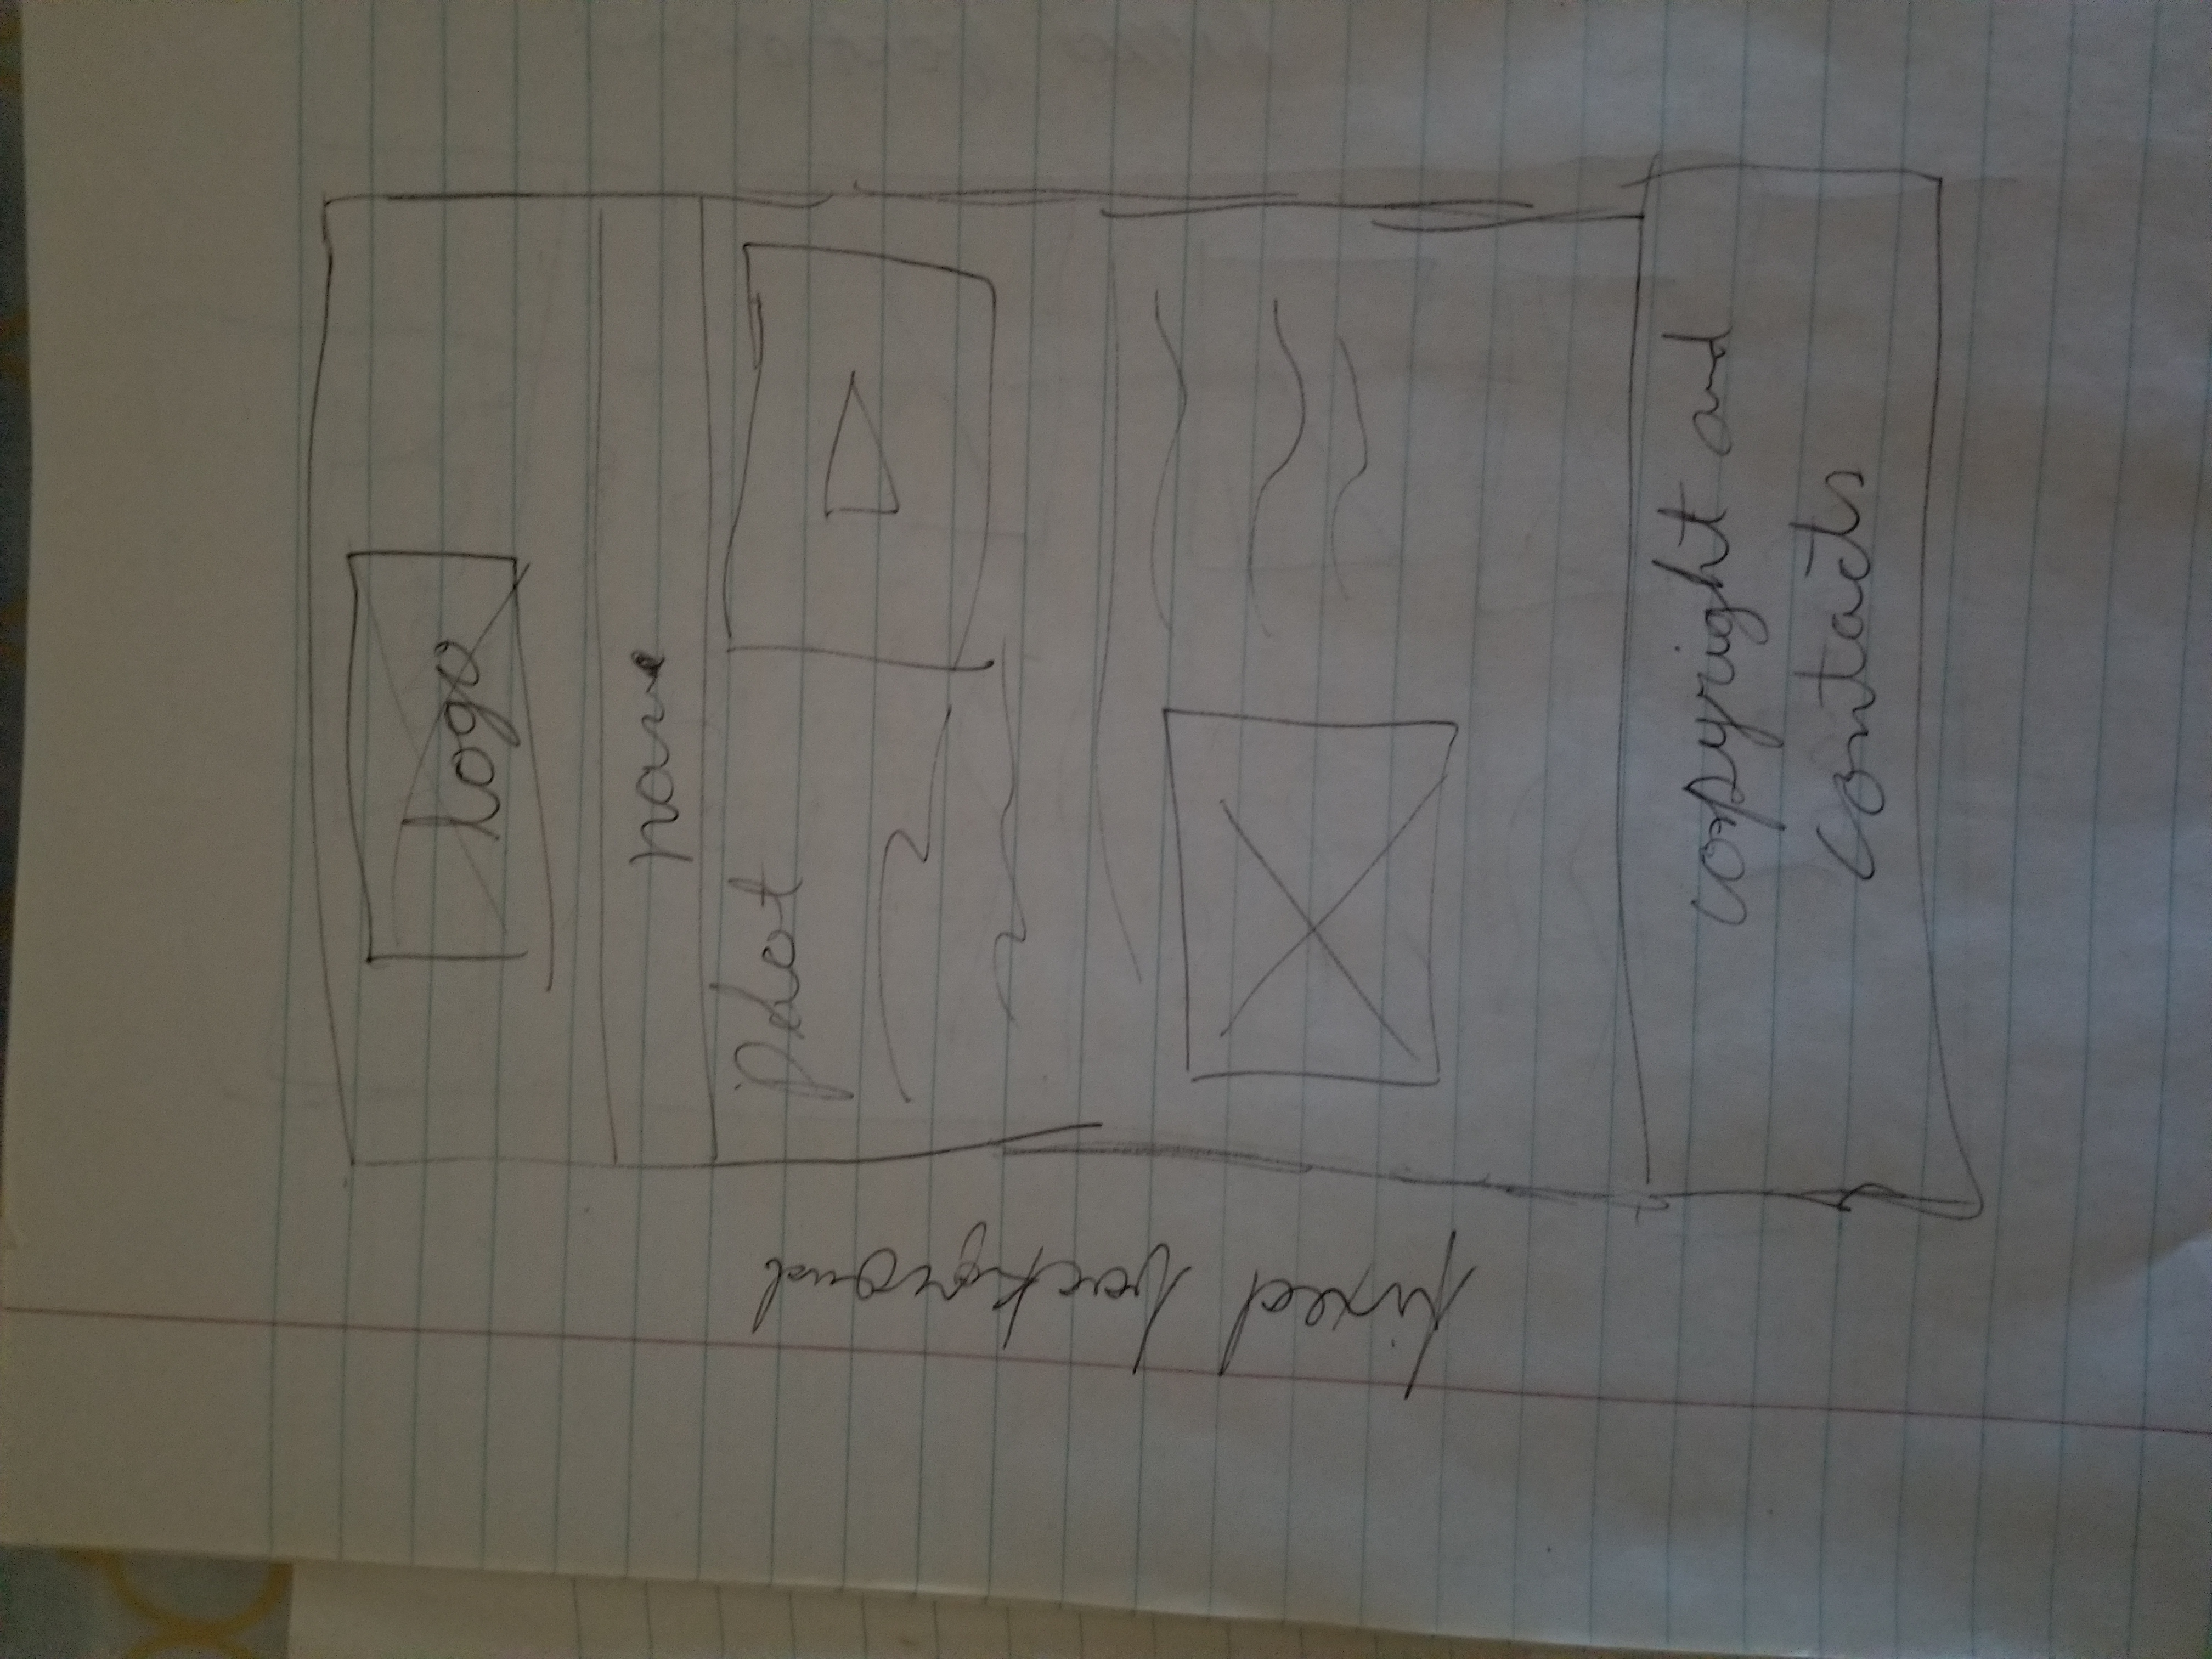 logo
name
plot
fixed background
copyright and
contacts